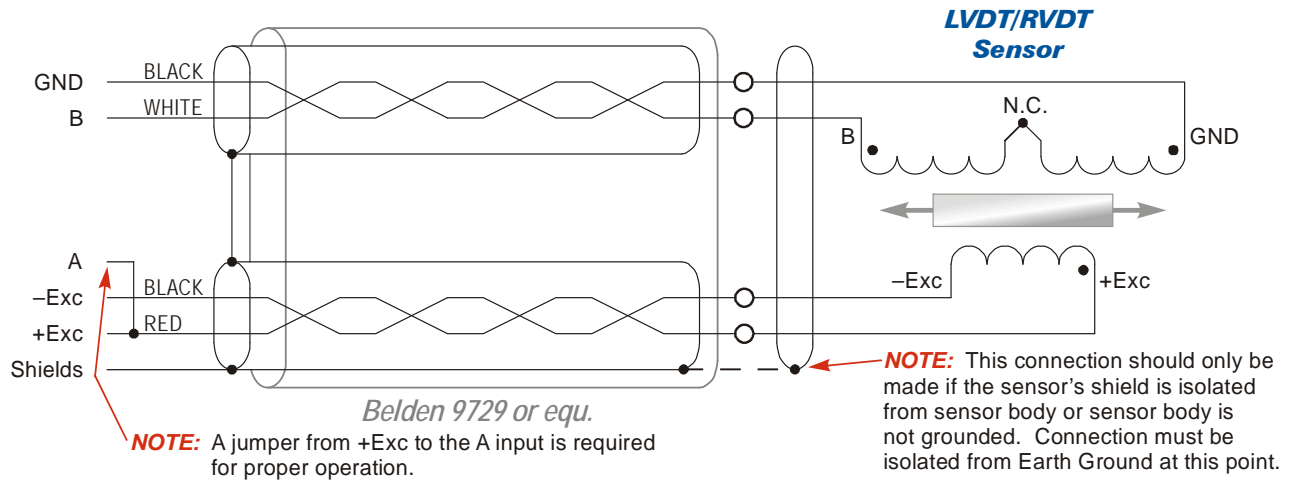 LVDT/RVDT
Sensor
GND
BLACK
B
WHITE
N.C.
B
GND
A
–Exc
BLACK
+Exc
RED
Shields
–Exc
+Exc
Belden 9729 or equ.
NOTE: A jumper from +Exc to the A input is required
for proper operation.
NOTE: This connection should only be
made if the sensor's shield is isolated
from sensor body or sensor body is
not grounded. Connection must be
isolated from Earth Ground at this point.